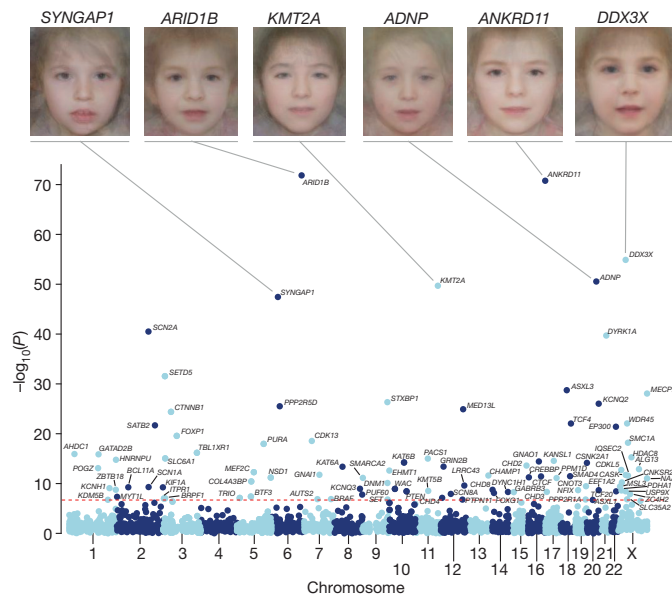 SYNGAP1 ARID1B KMT2A ADNP ANKRD11 DDX3X
70
60
50
40
30
20
10
0
−log10(P)
ARID1B
ANKRD11
DDX3X
ADNP
KMT2A
SYNGAP1
SCN2A
DYRK1A
SETD5
ASXL3
MECP
STXBP1
PPP2R5D
MED13L
KCNQ2
CTNNB1
SATB2
TCF4
WDR45
EP300
FOXP1
CDK13
PURA
SMC1A
AHDC1
GATAD2B
TBL1XR1
HNRNPU
SLC6A1
POGZ
BCL11A
SCN1A
ZBTB18
KIF1A
KCNH1
ITPR1
KDM5B
MYT1L
BRPF1
MEF2C
NSD1
COL4A3BP
TRIO
BTF3
GNAI1
AUTS2
KAT6A
SMARCA2
KCNQ3
DNM1
PUF60
BRAF
SET
KAT6B
EHMT1
WAC
PTEN
PACS1
KMT5B
CHD4
GRIN2B
LRRC43
SCN8A
PTPN11
CHD8
CHAMP1
DYNC1H1
FOXG1
CHD2
GNAO1
GABRB3
CREBBP
CTCF
CHD3
KANSL1
PPM1D
NFIX
SMAD4
CNOT3
PPP2R1A
CSNK2A1
EEF1A2
ASXL1
TCF20
IQSEC2
CDKL5
CASK
HDAC8
ALG13
CNKSR2
NA
MSL3
PDHA1
USP9X
ZC4H2
SLC35A2
1 2 3 4 5 6 7 8 9 10 11 12 13 14 15 16 17 18 19 20 21 22 X
Chromosome